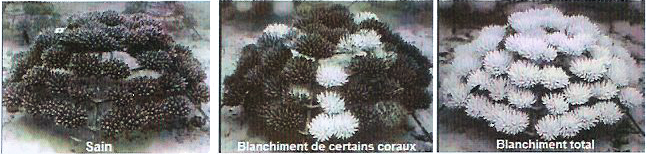 Sain
Blanchiment de certains coraux
Blanchiment total